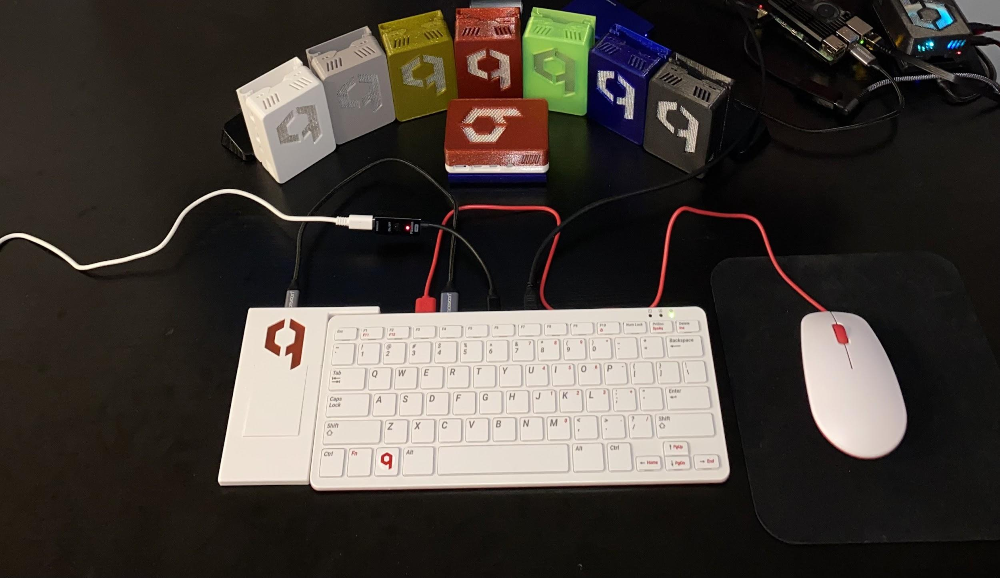 ON/OFF
Esc
F1
F11
F2
F12
F3
F4
F5
F6
F7
F8
F9
F10
Num Lock
PrtScn
SysRq
Delete
Ins
~
`
!
1
@
2
#
3
$
4
%
5
^
6
& 7
7
* 8
8
( 9
9
) *
0
_
-
+
=
Backspace
Tab
Q
W
E
R
T
Y
U 4
I 5
O 6
P -
{
[
}
]
|
\
Caps
Lock
A
S
D
F
G
H
J 1
K 2
L 3
: +
;
"
'
Enter
Shift
Z
X
C
V
B
N
M 0
<
,
> .
.
? /
/
Shift
Ctrl
Fn
q
Alt
Alt
Ctrl
PgUp
Home
PgDn
End